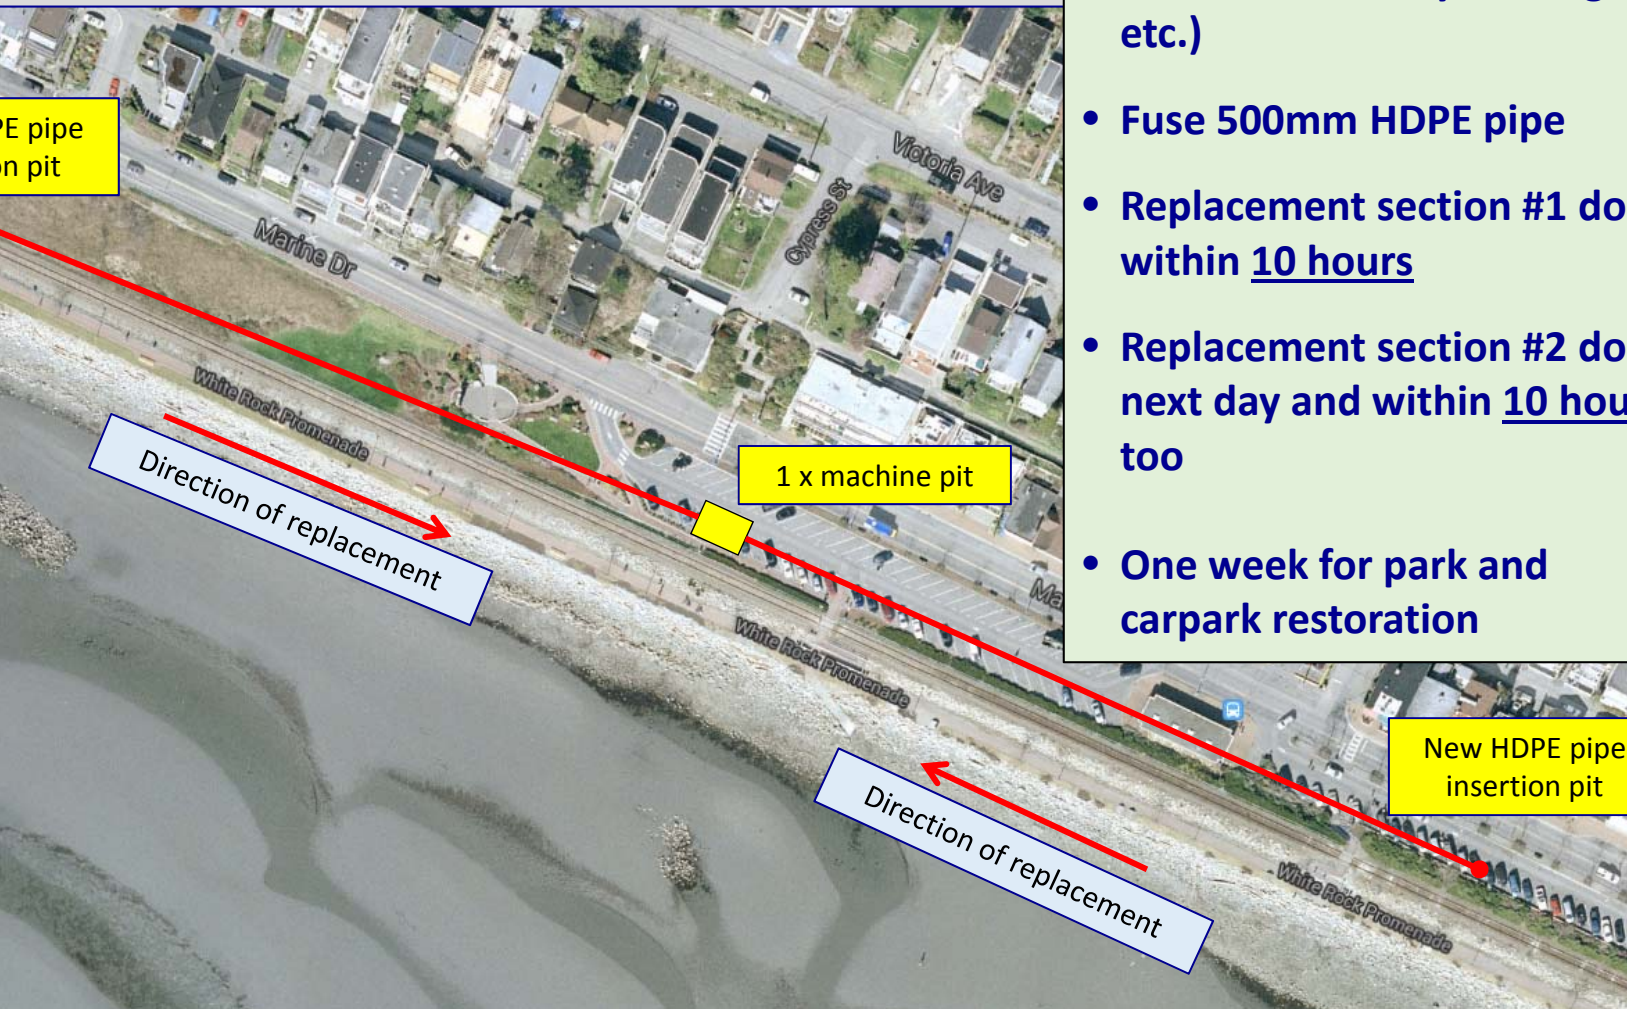 etc.)
• Fuse 500mm HDPE pipe
• Replacement section #1 do
within 10 hours
• Replacement section #2 do
next day and within 10 hou
too
• One week for park and
carpark restoration
PE pipe
n pit
Victoria Ave
Cypress St
Marine Dr
White Rock Promenade
Direction of replacement
1 x machine pit
Ma
White Rock Promenade
New HDPE pipe
insertion pit
Direction of replacement
White Rock Promenade